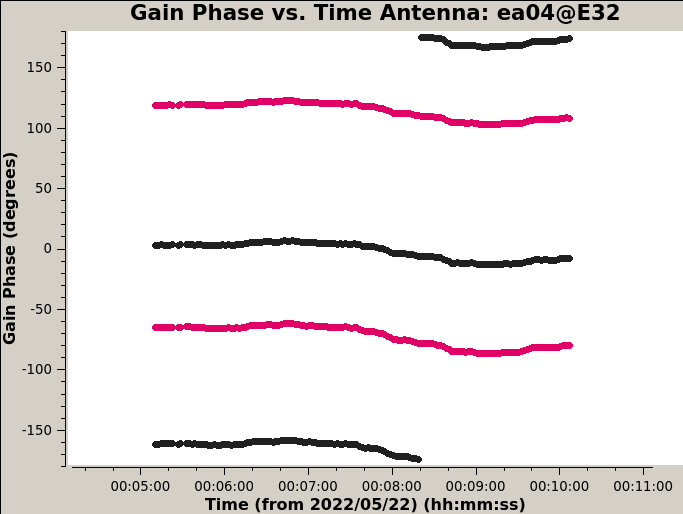 Gain Phase vs. Time Antenna: ea04@E32
Gain Phase (degrees)
150
100
50
0
-50
-100
-150
00:05:00 00:06:00 00:07:00 00:08:00 00:09:00 00:10:00 00:11:00
Time (from 2022/05/22) (hh:mm:ss)